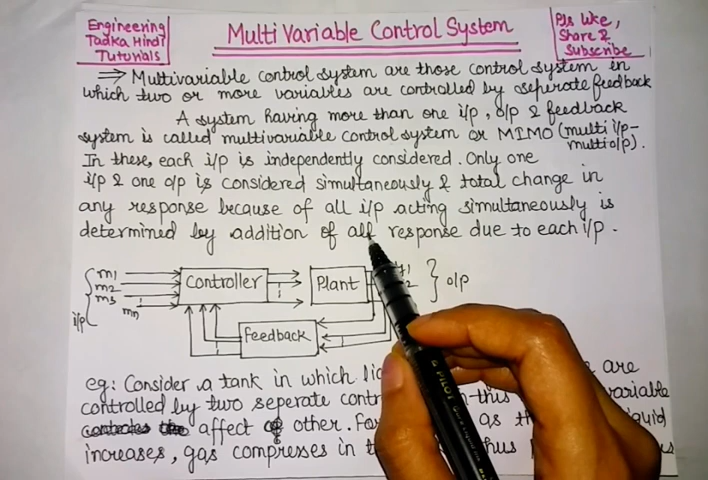 Engineering
Tadka Hindi
Tutorials
Multi Variable Control System
Pls like,
Share &
Subscribe
⇒ Multivariable control system are those control system in
which two or more variables are controlled by seperate feedback
A system having more than one i/p, o/p & feedback
system is called multivariable control system or MIMO (multi i/p-
multi o/p).
In these, each i/p is independently considered. Only one
i/p & one o/p is considered simultaneously & total change in
any response because of all i/p acting simultaneously is
determined by addition of all response due to each i/p.
i/p
m1
m2
m3
mn
Controller
Plant
o/p
feedback
eg: Consider a tank in which are
controlled by two seperate variable
affect other. as liquid
increases, gas compresses in thus